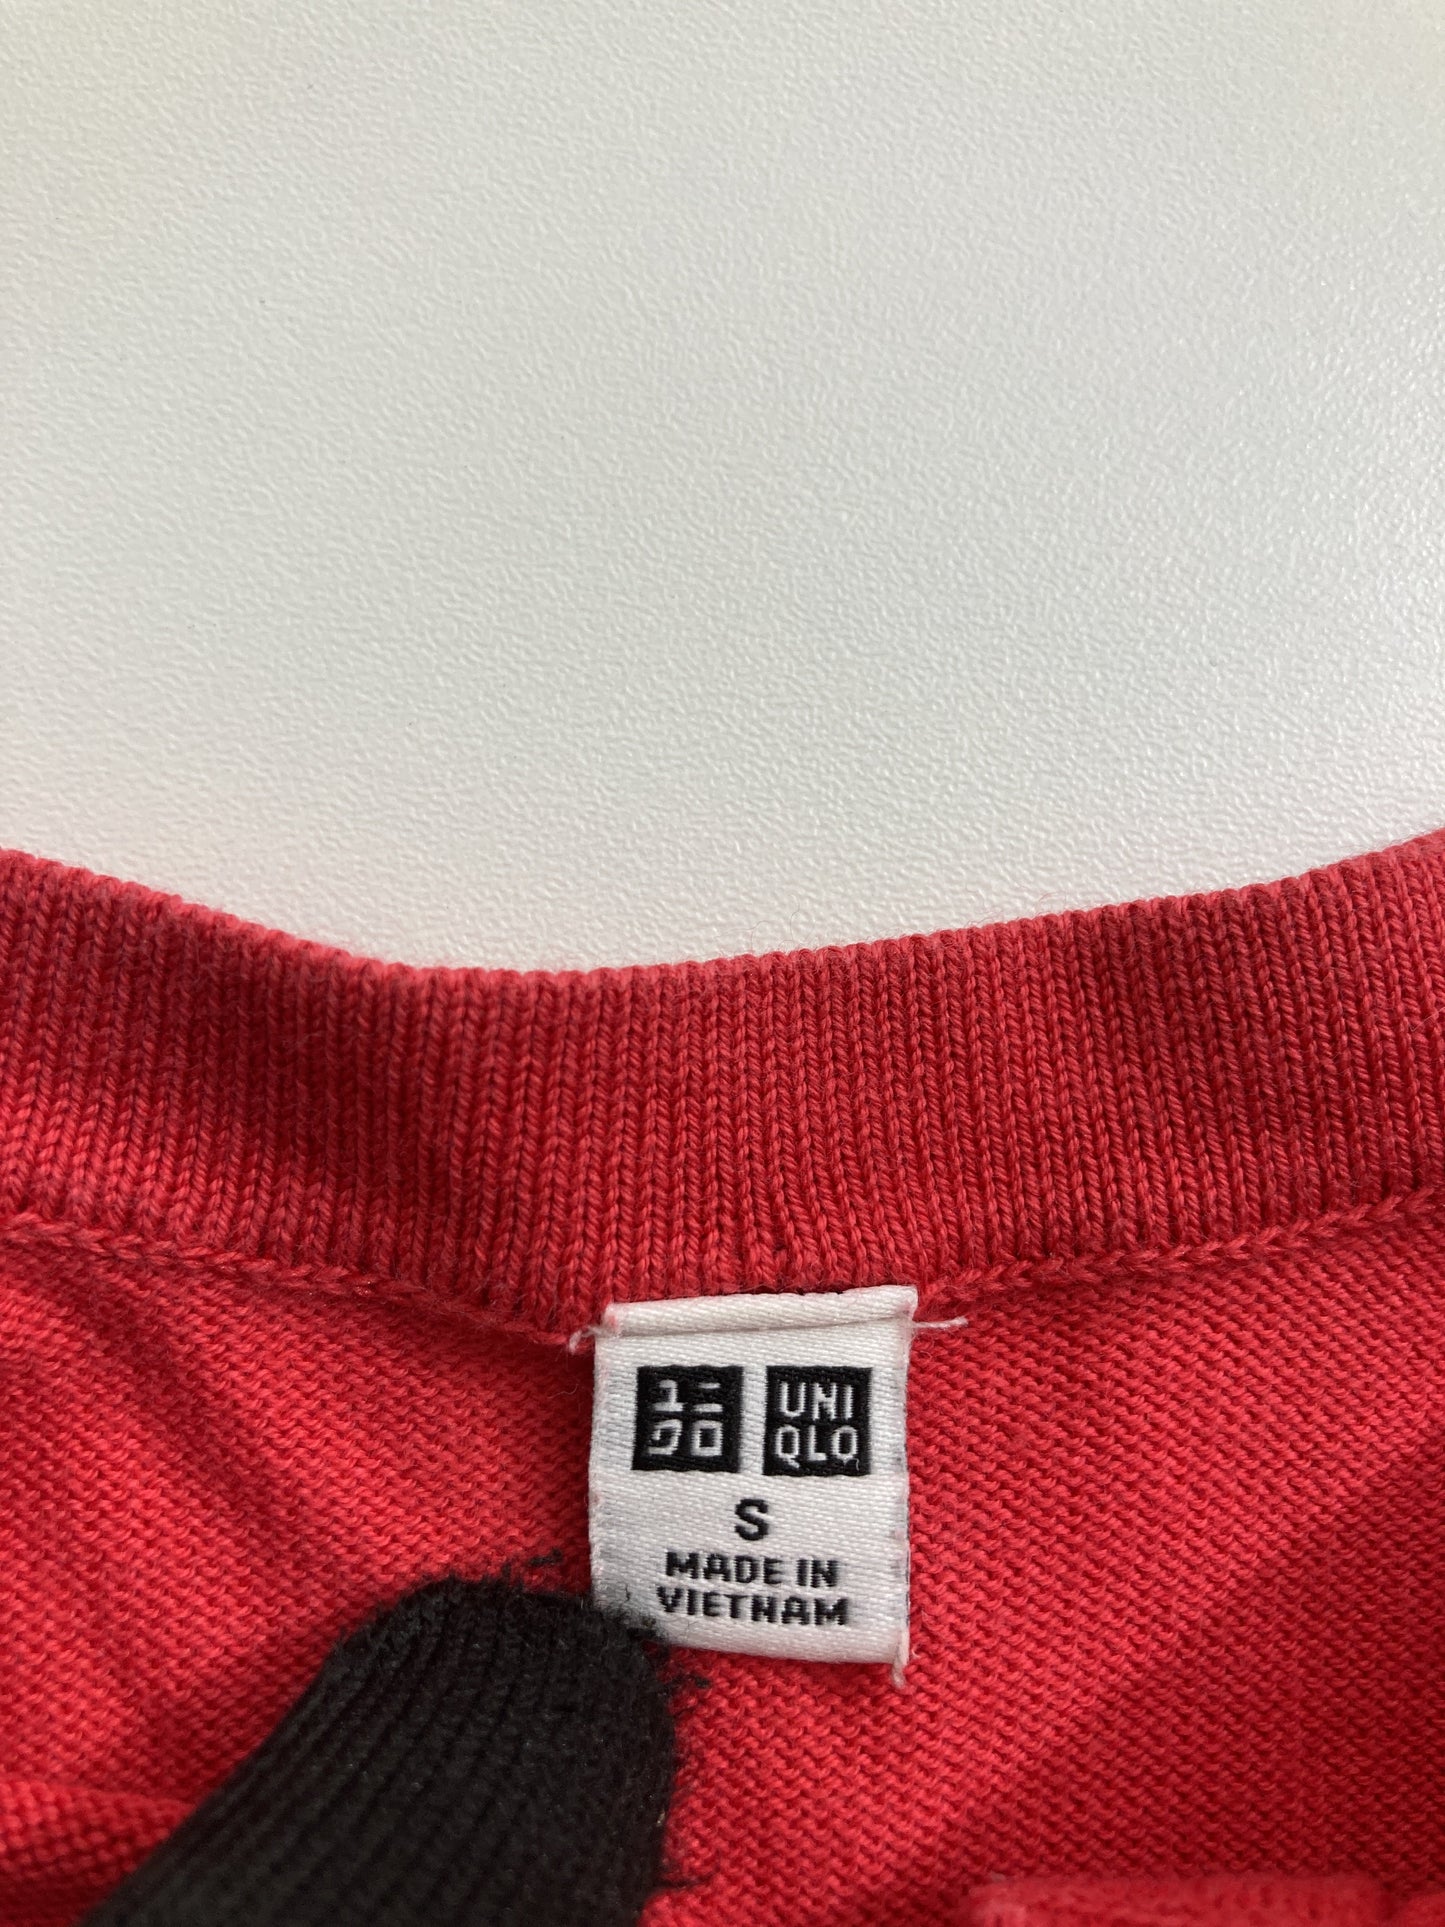 ユニ UNI
クロ QLO
S
MADE IN
VIETNAM